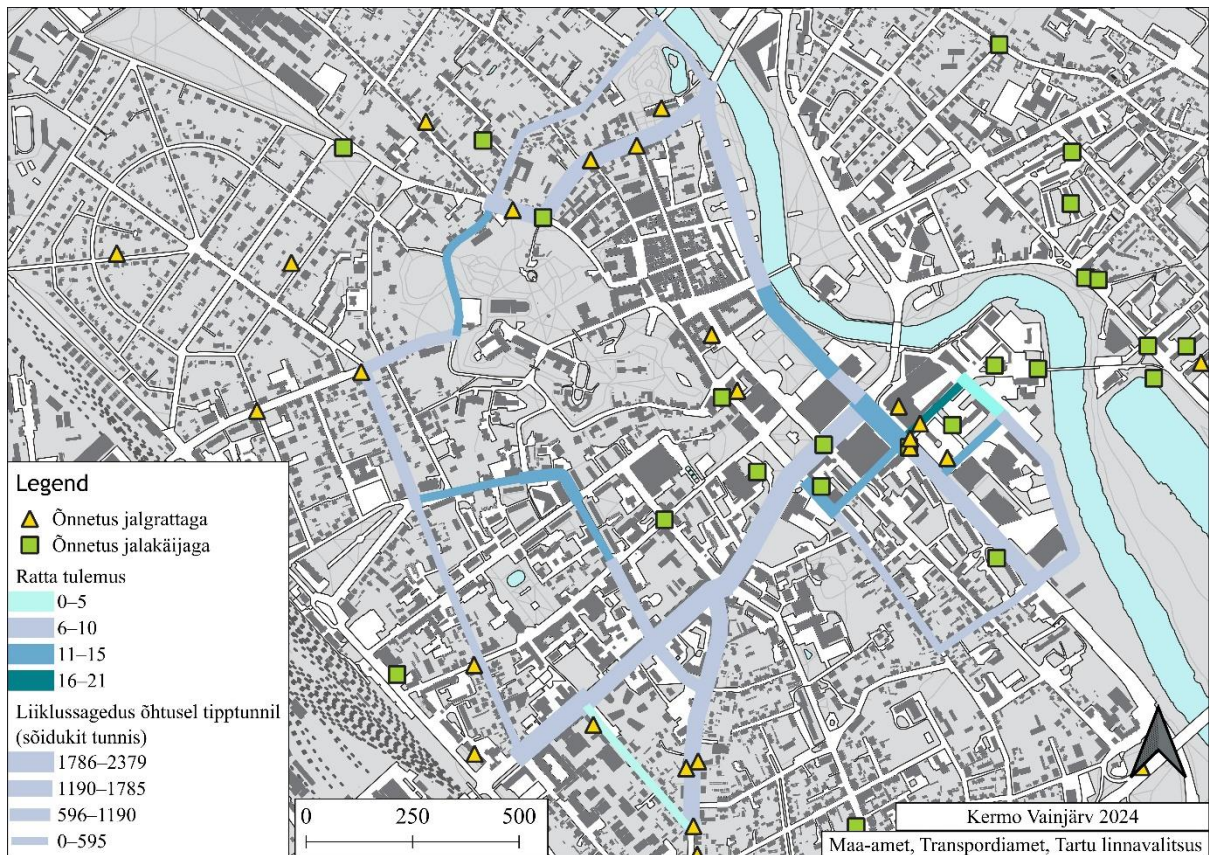 Legend
Õnnetus jalgrattaga
Õnnetus jalakäijaga
Ratta tulemus
0–5
6–10
11–15
16–21
Liiklussagedus õhtusel tipptunnil
(sõidukit tunnis)
1786–2379
1190–1785
596–1190
0–595
0 250 500
Kermo Vainjärv 2024
Maa-amet, Transpordiamet, Tartu linnavalitsus